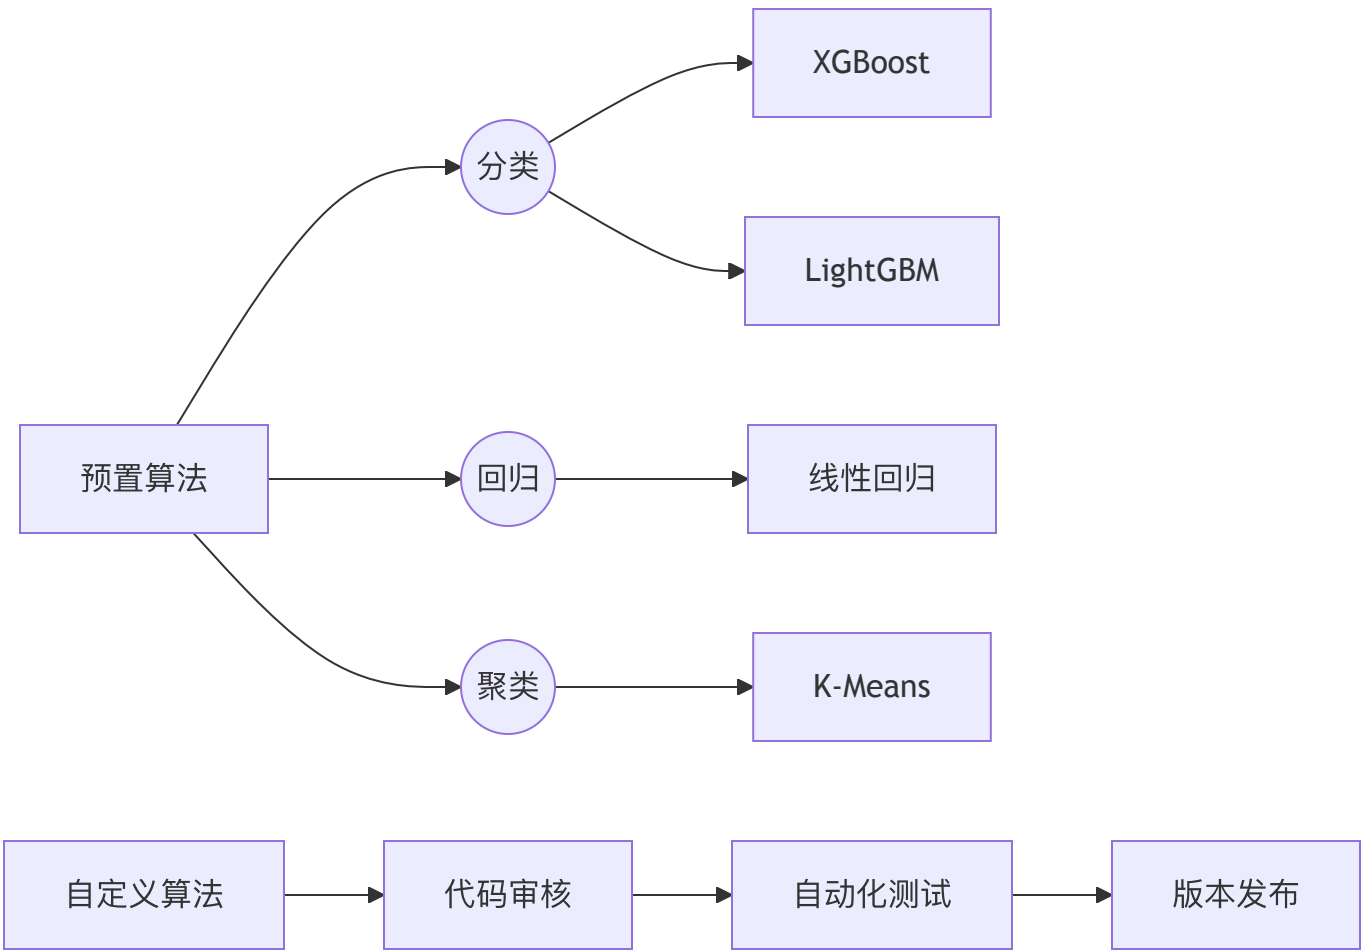 预置算法
分类
XGBoost
LightGBM
回归
线性回归
聚类
K-Means
自定义算法
代码审核
自动化测试
版本发布